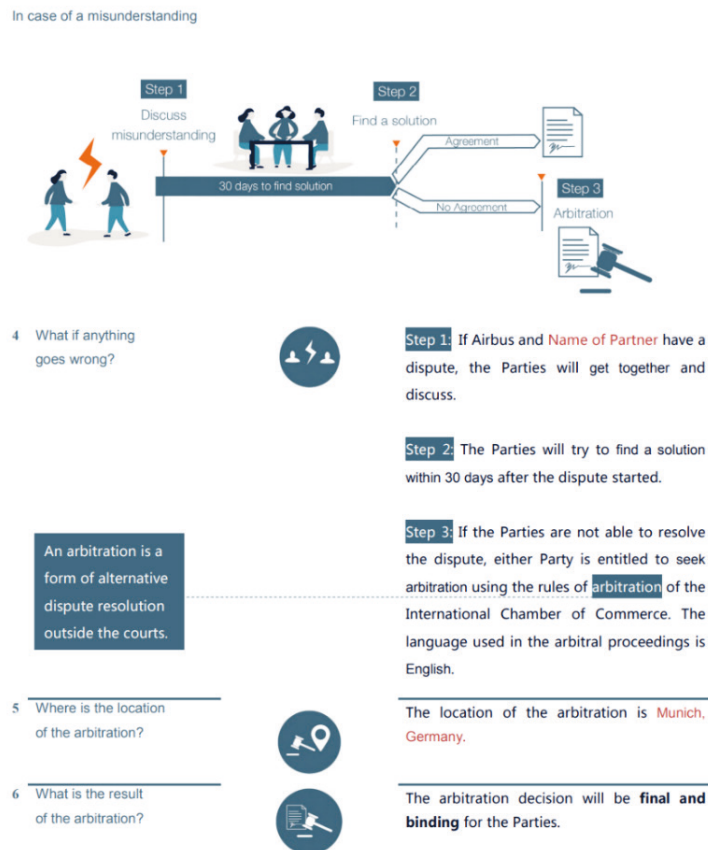 In case of a misunderstanding
Step 1
Discuss
misunderstanding
Step 2
Find a solution
Agreement
30 days to find solution
No Agreement
Step 3
Arbitration
4 What if anything
goes wrong?
Step 1: If Airbus and Name of Partner have a
dispute, the Parties will get together and
discuss.
Step 2: The Parties will try to find a solution
within 30 days after the dispute started.
An arbitration is a
form of alternative
dispute resolution
outside the courts.
Step 3: If the Parties are not able to resolve
the dispute, either Party is entitled to seek
arbitration using the rules of arbitration of the
International Chamber of Commerce. The
language used in the arbitral proceedings is
English.
5 Where is the location
of the arbitration?
The location of the arbitration is Munich,
Germany.
6 What is the result
of the arbitration?
The arbitration decision will be final and
binding for the Parties.